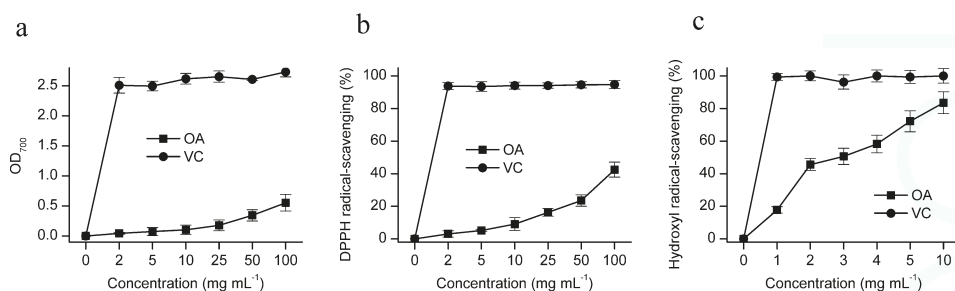 a
OD700
2.5
2.0
1.5
1.0
0.5
0.0
OA
VC
0 2 5 10 25 50 100
Concentration (mg mL⁻¹)
b
DPPH radical-scavenging (%)
100
80
60
40
20
0
OA
VC
0 2 5 10 25 50 100
Concentration (mg mL⁻¹)
c
Hydroxyl radical-scavenging (%)
100
80
60
40
20
0
OA
VC
0 1 2 3 4 5 10
Concentration (mg mL⁻¹)